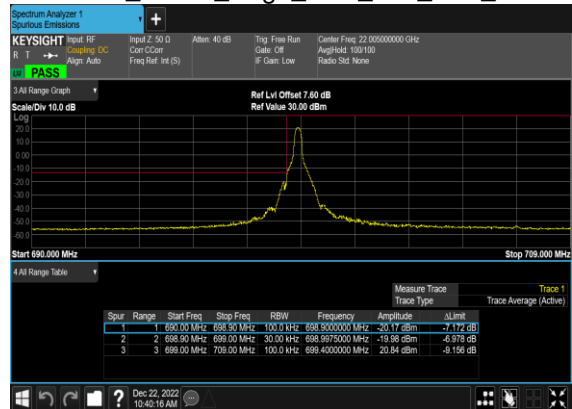 Spectrum Analyzer 1
Spurious Emissions
+
KEYSIGHT Input: RF Input Z: 50 Ω Atten: 40 dB Trig: Free Run Center Freq: 22.005000000 GHz
R T Coupling: DC Corr CCorr Gate: Off Avg|Hold: 100/100
Align: Auto Freq Ref: Int (S) IF Gain: Low Radio Std: None
PASS
3 All Range Graph
Ref Lvl Offset 7.60 dB
Scale/Div 10.0 dB Ref Value 30.00 dBm
Log
20.0
10.0
0.00
-10.0
-20.0
-30.0
-40.0
-50.0
-60.0
Start 690.000 MHz Stop 709.000 MHz
4 All Range Table
Measure Trace Trace 1
Trace Type Trace Average (Active)
Spur Range Start Freq Stop Freq RBW Frequency Amplitude ΔLimit
1 1 690.00 MHz 698.90 MHz 100.0 kHz 698.9000000 MHz -20.17 dBm -7.172 dB
2 2 698.90 MHz 699.00 MHz 30.00 kHz 698.9975000 MHz -19.98 dBm -6.978 dB
3 3 699.00 MHz 709.00 MHz 100.0 kHz 699.4000000 MHz 20.84 dBm -9.156 dB
? Dec 22, 2022
10:40:16 AM